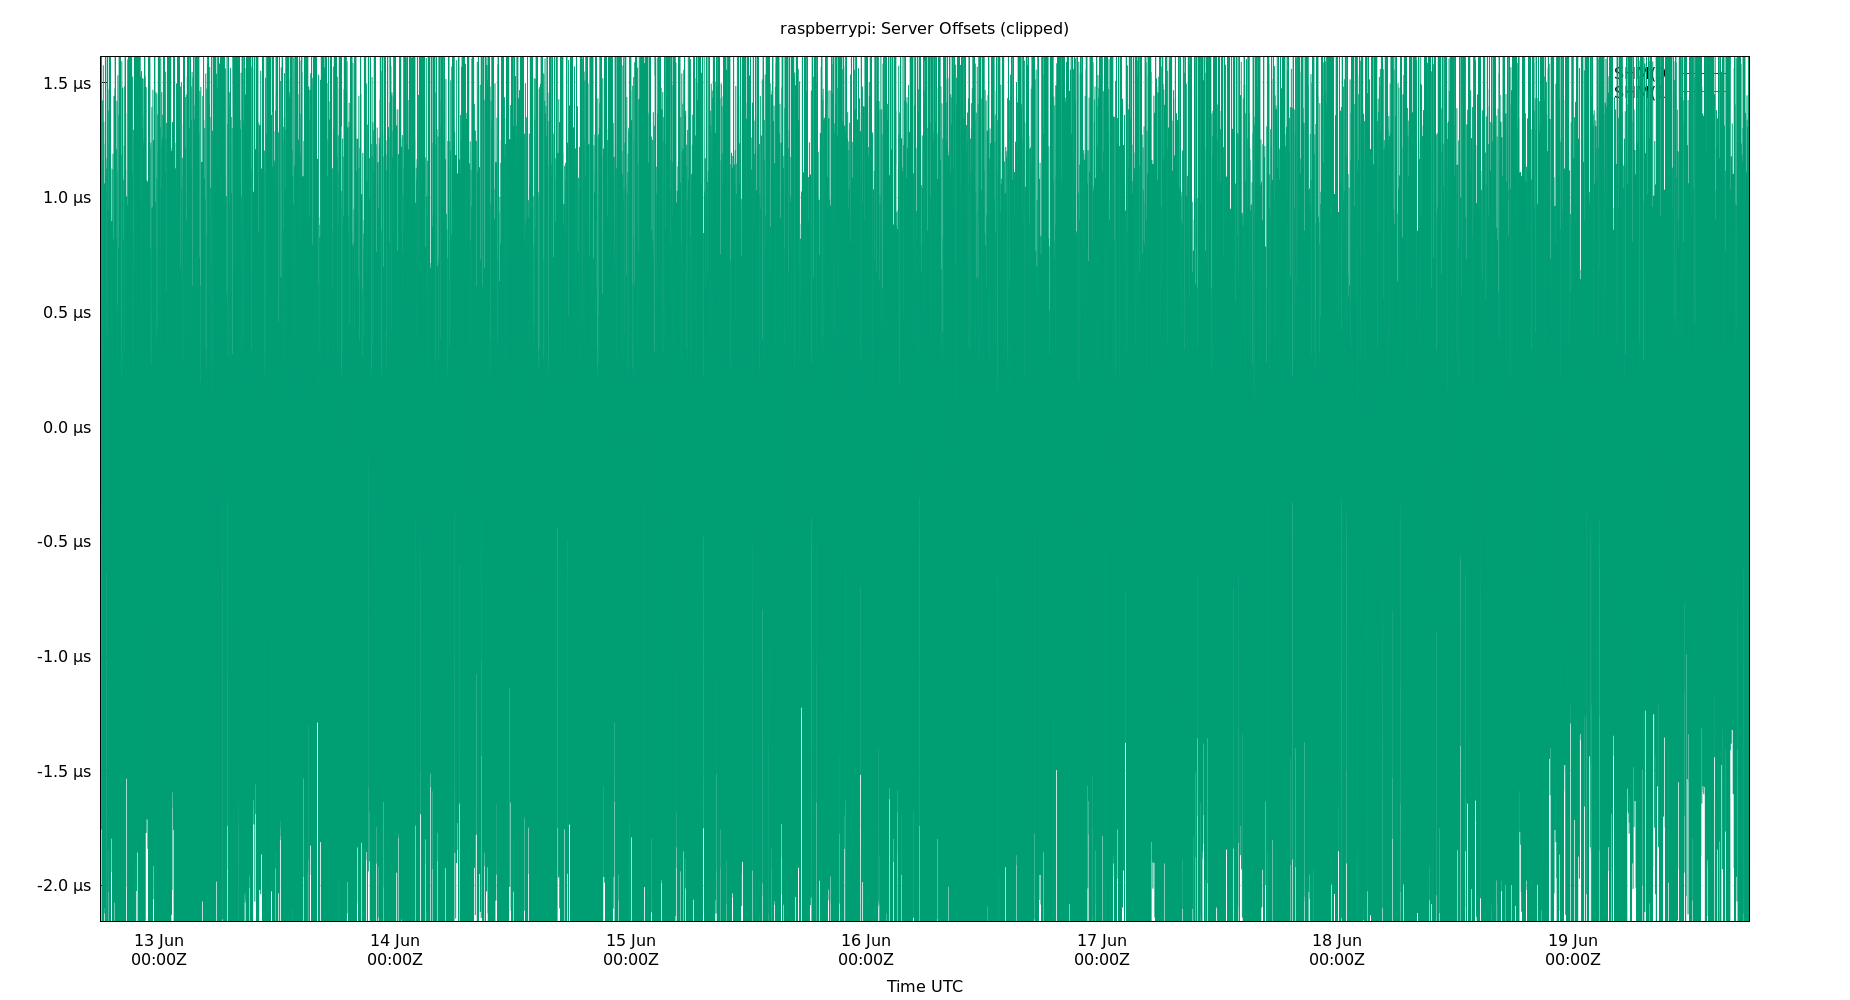 raspberrypi: Server Offsets (clipped)
1.5 µs
1.0 µs
0.5 µs
0.0 µs
-0.5 µs
-1.0 µs
-1.5 µs
-2.0 µs
13 Jun 14 Jun 15 Jun 16 Jun 17 Jun 18 Jun 19 Jun
00:00Z 00:00Z 00:00Z 00:00Z 00:00Z 00:00Z 00:00Z
Time UTC